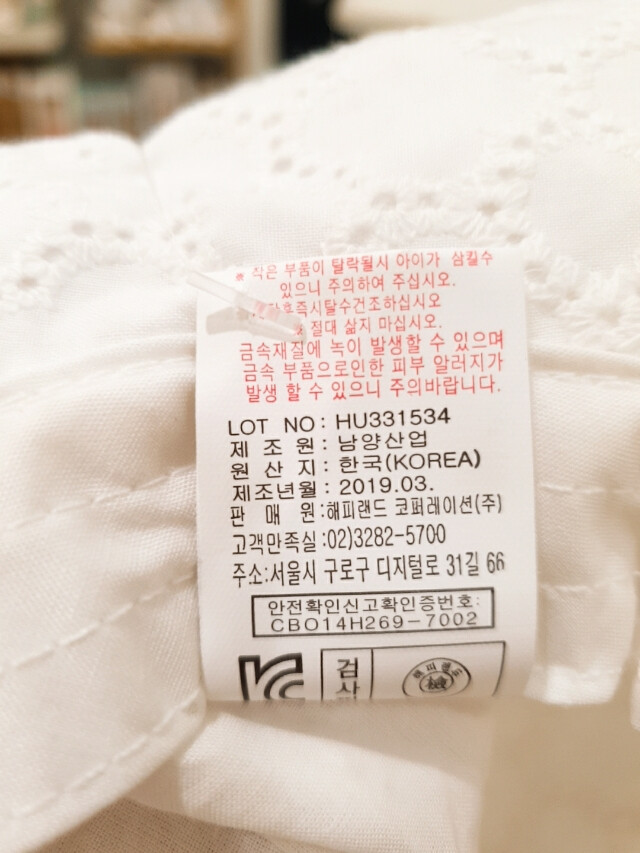 * 작은 부품이 탈락될시 아이가 삼킬수
있으니 주의하여 주십시오.
탈수건조하십시오
절대 삶지 마십시오.
금속재질에 녹이 발생할 수 있으며
금속 부품으로인한 피부 알러지가
발생 할 수 있으니 주의바랍니다.
LOT NO: HU331534
제 조 원: 남양산업
원 산 지: 한국(KOREA)
제조년월: 2019.03.
판 매 원:해피랜드 코퍼레이션(주)
고객만족실:02)3282-5700
주소:서울시 구로구 디지털로 31길 66
안전확인신고확인증번호:
CB014H269-7002
검사